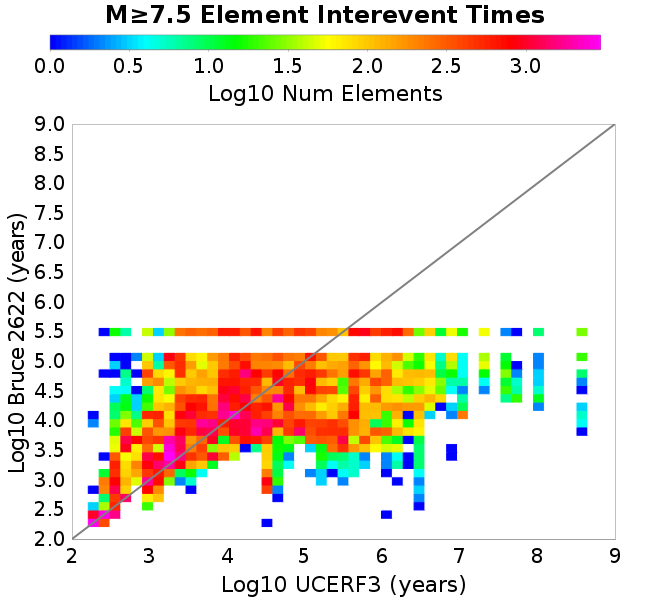 M≥7.5 Element Interevent Times
0.0 0.5 1.0 1.5 2.0 2.5 3.0
Log10 Num Elements
9.0
8.5
8.0
7.5
7.0
6.5
6.0
5.5
5.0
4.5
4.0
3.5
3.0
2.5
2.0
Log10 Bruce 2622 (years)
2 3 4 5 6 7 8 9
Log10 UCERF3 (years)